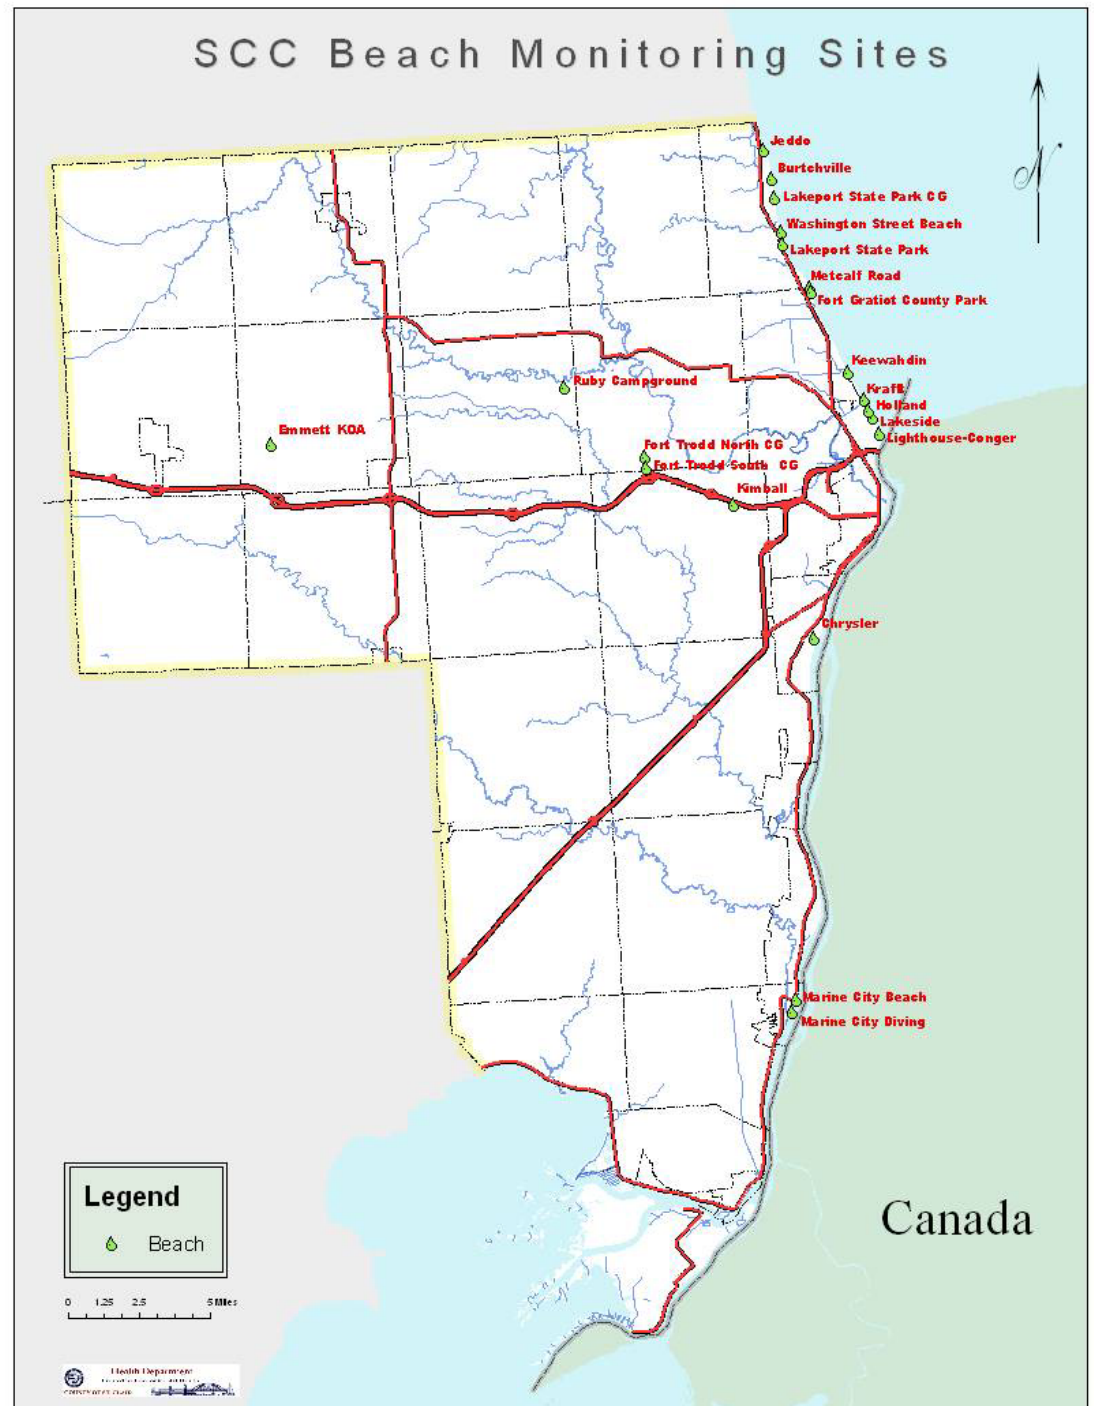 SCC Beach Monitoring Sites
N
Jeddo
Burtchville
Lakeport State Park CG
Washington Street Beach
Lakeport State Park
Metcalf Road
Fort Gratiot County Park
Keewahdin
Krafft
Holland
Lakeside
Lighthouse-Conger
Ruby Campground
Emmett KOA
Fort Trodd North CG
Fort Trodd South CG
Kimball
Chrysler
Marine City Beach
Marine City Diving
Canada
Legend
Beach
0 1.25 2.5 5 Miles
Health Department